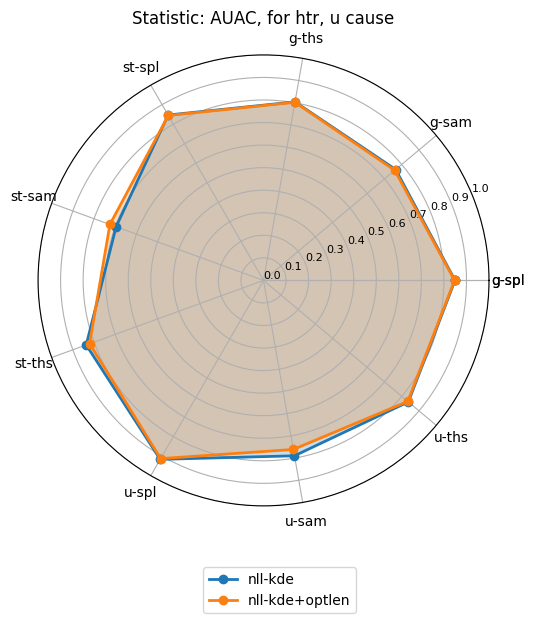 Statistic: AUAC, for htr, u cause
g-ths
st-spl
g-sam
st-sam
1.0
0.9
0.8
0.7
0.6
0.5
0.4
0.3
0.2
0.1
0.0
g-spl
st-ths
u-ths
u-spl
u-sam
nll-kde
nll-kde+optlen